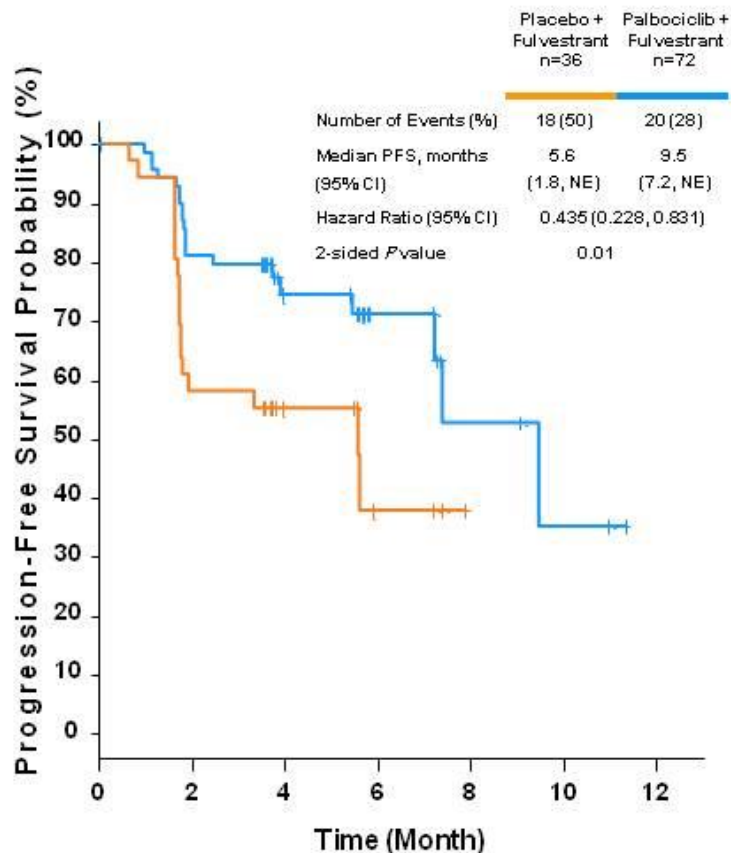 Placebo + Palbociclib +
Fulvestrant Fulvestrant
n=36 n=72
Number of Events (%) 18 (50) 20 (28)
Median PFS, months 5.6 9.5
(95% CI) (1.8, NE) (7.2, NE)
Hazard Ratio (95% CI) 0.435 (0.228, 0.831)
2-sided P value 0.01
Progression-Free Survival Probability (%)
100
90
80
70
60
50
40
30
20
10
0
0 2 4 6 8 10 12
Time (Month)